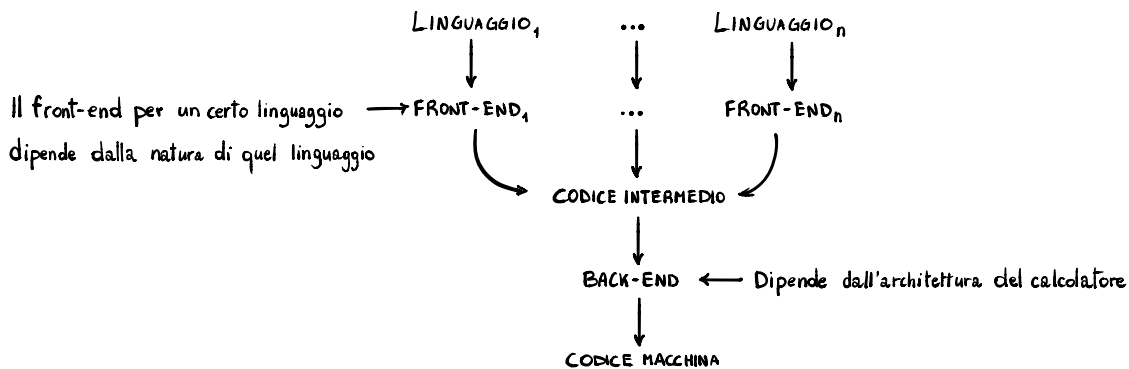 LINGUAGGIO₁ ... LINGUAGGIOₙ
Il front-end per un certo linguaggio FRONT-END₁ ... FRONT-ENDₙ
dipende dalla natura di quel linguaggio
CODICE INTERMEDIO
BACK-END Dipende dall'architettura del calcolatore
CODICE MACCHINA